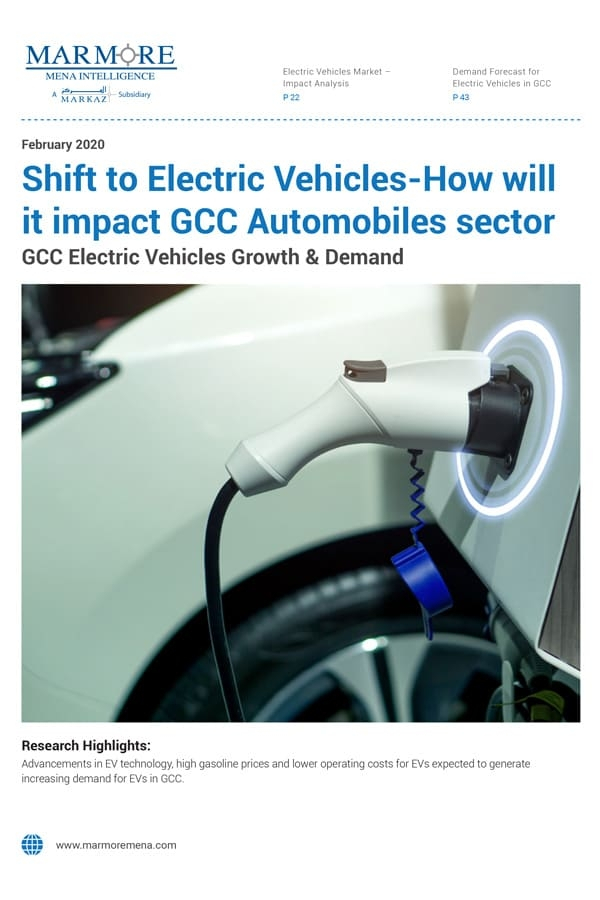 MARMORE
MENA INTELLIGENCE
A المركز MARKAZ Subsidiary
Electric Vehicles Market –
Impact Analysis
P 22
Demand Forecast for
Electric Vehicles in GCC
P 43
February 2020
Shift to Electric Vehicles-How will
it impact GCC Automobiles sector
GCC Electric Vehicles Growth & Demand
Research Highlights:
Advancements in EV technology, high gasoline prices and lower operating costs for EVs expected to generate
increasing demand for EVs in GCC.
www.marmoremena.com